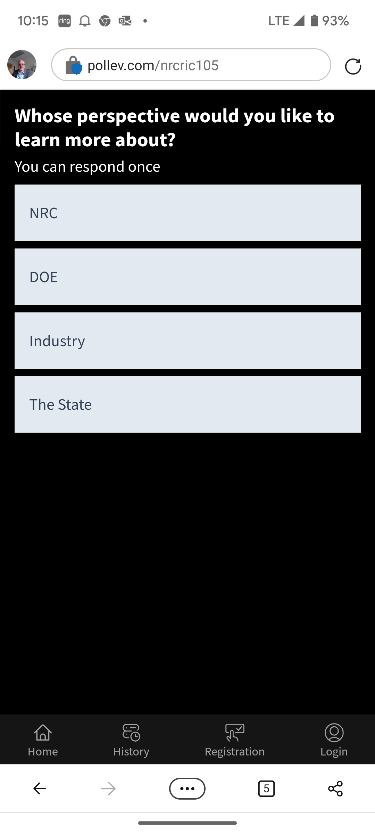 10:15 ring LTE 93%
pollev.com/nrcric105
Whose perspective would you like to
learn more about?
You can respond once
NRC
DOE
Industry
The State
Home History Registration Login
5